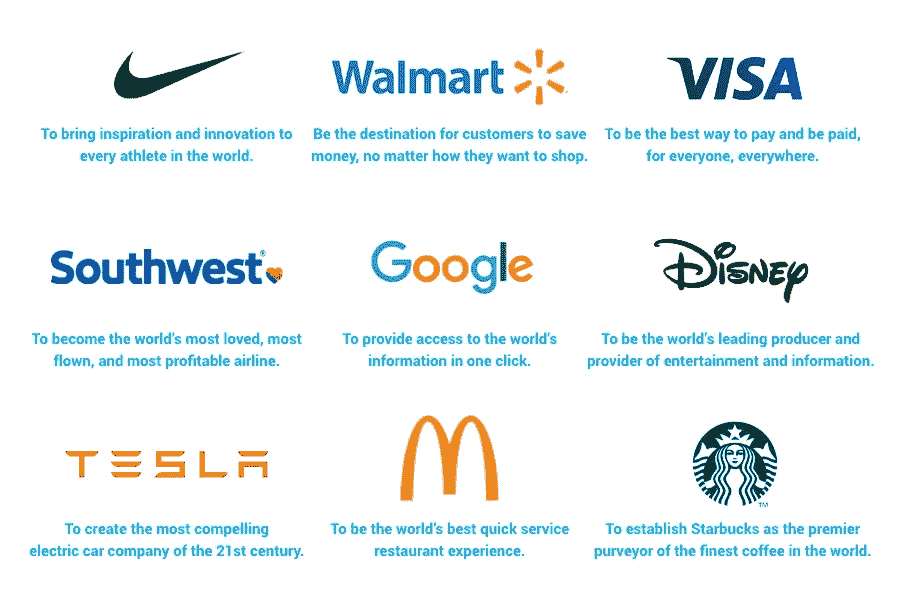 Walmart
VISA
To bring inspiration and innovation to
every athlete in the world.
Be the destination for customers to save
money, no matter how they want to shop.
To be the best way to pay and be paid,
for everyone, everywhere.
Southwest®
Google
Disney
To become the world's most loved, most
flown, and most profitable airline.
To provide access to the world's
information in one click.
To be the world's leading producer and
provider of entertainment and information.
TESLA
M
TM
To create the most compelling
electric car company of the 21st century.
To be the world's best quick service
restaurant experience.
To establish Starbucks as the premier
purveyor of the finest coffee in the world.